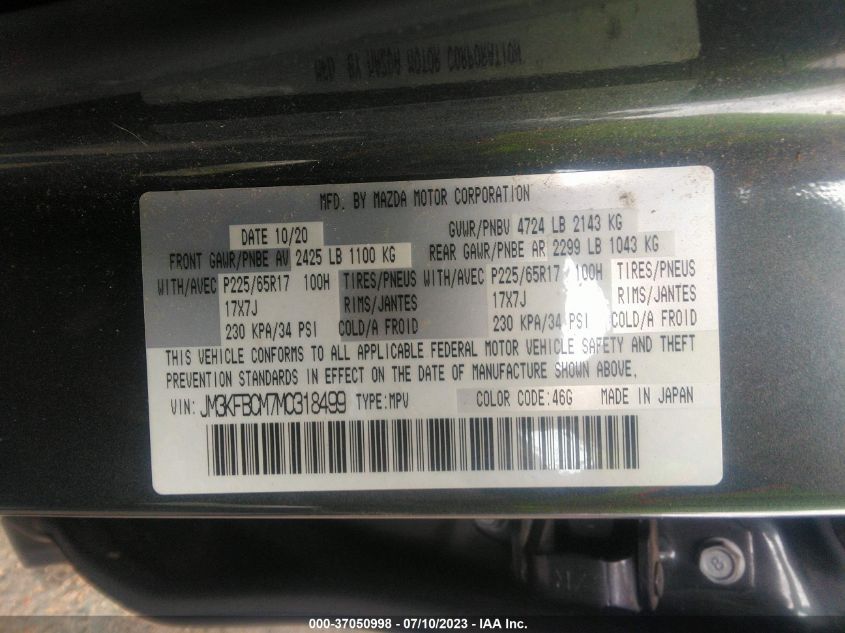 MFD. BY MAZDA MOTOR CORPORATION
DATE 10/20
GVWR/PNBV 4724 LB 2143 KG
FRONT GAWR/PNBE AV 2425 LB 1100 KG
REAR GAWR/PNBE AR 2299 LB 1043 KG
WITH/AVEC P225/65R17 100H TIRES/PNEUS WITH/AVEC P225/65R17 100H TIRES/PNEUS
17X7J RIMS/JANTES 17X7J RIMS/JANTES
230 KPA/34 PSI COLD/A FROID 230 KPA/34 PSI COLD/A FROID
THIS VEHICLE CONFORMS TO ALL APPLICABLE FEDERAL MOTOR VEHICLE SAFETY AND THEFT
PREVENTION STANDARDS IN EFFECT ON THE DATE OF MANUFACTURE SHOWN ABOVE.
VIN: JM3KFBCM7M0318499 TYPE:MPV COLOR CODE:46G MADE IN JAPAN
8
000-37050998 — 07/10/2023 — IAA Inc.